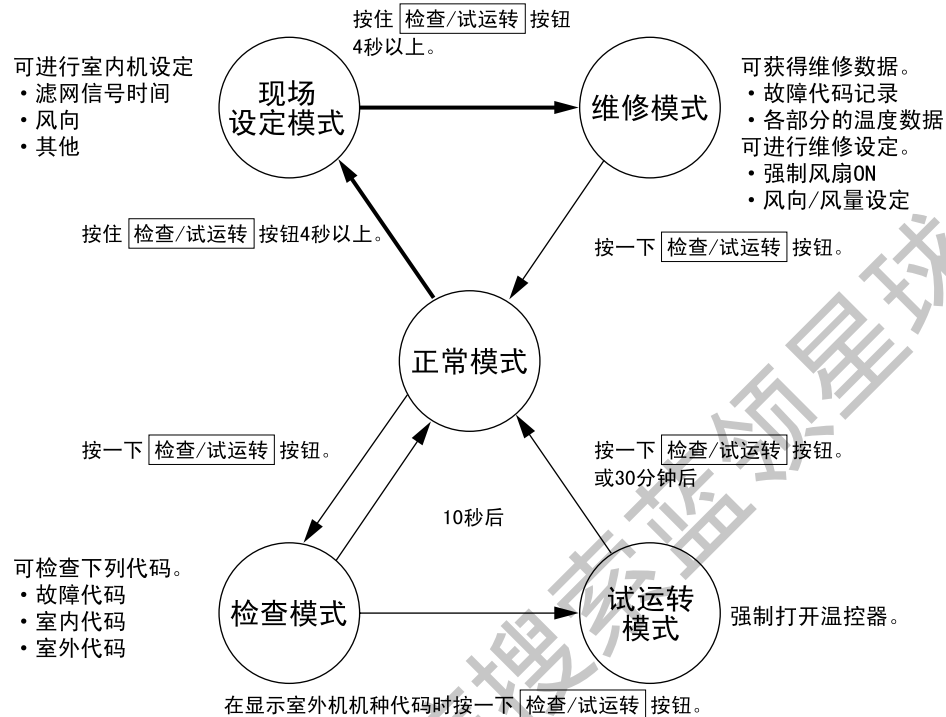 按住 检查/试运转 按钮
4秒以上。
可进行室内机设定
・滤网信号时间
・风向
・其他
现场
设定模式
维修模式
可获得维修数据。
・故障代码记录
・各部分的温度数据
可进行维修设定。
・强制风扇ON
・风向/风量设定
按住 检查/试运转 按钮4秒以上。
按一下 检查/试运转 按钮。
正常模式
按一下 检查/试运转 按钮。
按一下 检查/试运转 按钮。
或30分钟后
10秒后
可检查下列代码。
・故障代码
・室内代码
・室外代码
检查模式
试运转
模式
强制打开温控器。
在显示室外机机种代码时按一下 检查/试运转 按钮。
搜索蓝领星球